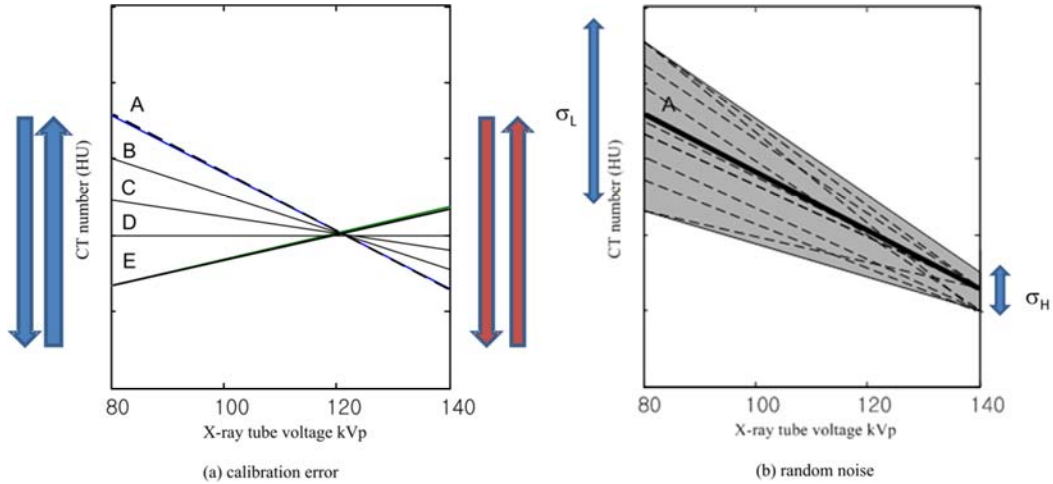 A
B
C
D
E
CT number (HU)
80
100
120
140
X-ray tube voltage kVp
(a) calibration error
σL
A
CT number (HU)
σH
80
100
120
140
X-ray tube voltage kVp
(b) random noise